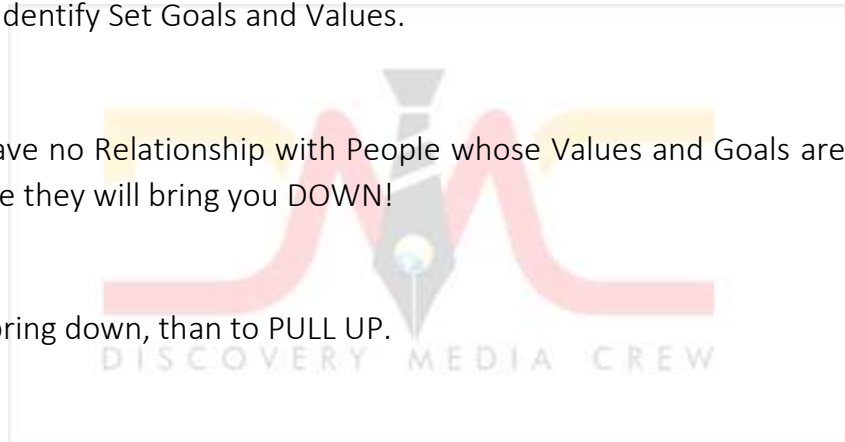 dentify Set Goals and Values.
ave no Relationship with People whose Values and Goals are
e they will bring you DOWN!
bring down, than to PULL UP.
DISCOVERY MEDIA CREW